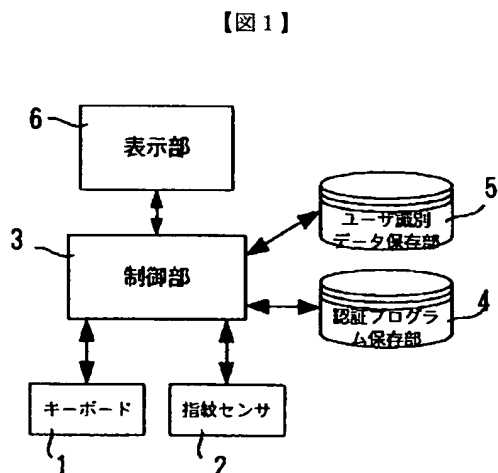 【図1】
6
表示部
5
ユーザ識別
データ保存部
3
制御部
認証プログラ
ム保存部
4
キーボード
指紋センサ
1
2